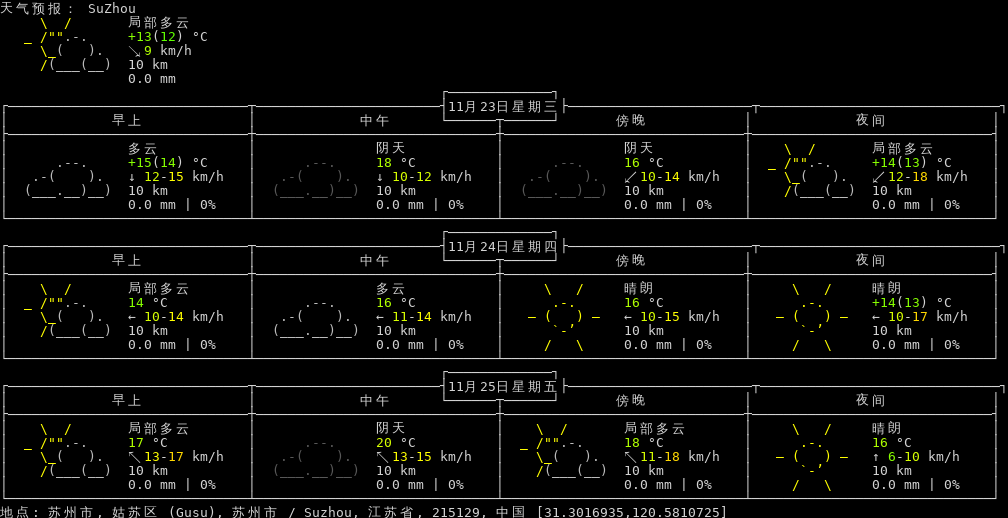 天气预报： SuZhou
局部多云
+13(12) °C
↘ 9 km/h
10 km
0.0 mm
11月23日星期三
早上 中午 傍晚 夜间
多云 阴天 阴天 局部多云
+15(14) °C 18 °C 16 °C +14(13) °C
↓ 12-15 km/h ↓ 10-12 km/h ↙ 10-14 km/h ↙ 12-18 km/h
10 km 10 km 10 km 10 km
0.0 mm | 0% 0.0 mm | 0% 0.0 mm | 0% 0.0 mm | 0%
11月24日星期四
早上 中午 傍晚 夜间
局部多云 多云 晴朗 晴朗
14 °C 16 °C 16 °C +14(13) °C
← 10-14 km/h ← 11-14 km/h ← 10-15 km/h ← 10-17 km/h
10 km 10 km 10 km 10 km
0.0 mm | 0% 0.0 mm | 0% 0.0 mm | 0% 0.0 mm | 0%
11月25日星期五
早上 中午 傍晚 夜间
局部多云 阴天 局部多云 晴朗
17 °C 20 °C 18 °C 16 °C
↖ 13-17 km/h ↖ 13-15 km/h ↖ 11-18 km/h ↑ 6-10 km/h
10 km 10 km 10 km 10 km
0.0 mm | 0% 0.0 mm | 0% 0.0 mm | 0% 0.0 mm | 0%
地点: 苏州市, 姑苏区 (Gusu), 苏州市 / Suzhou, 江苏省, 215129, 中国 [31.3016935,120.5810725]